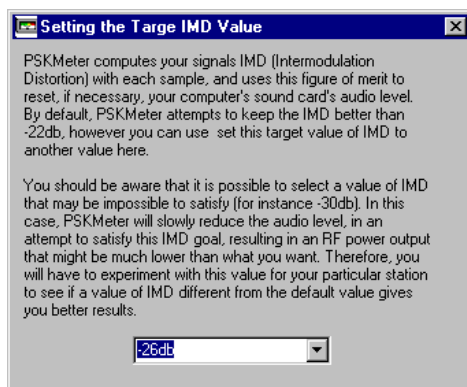 Setting the Targe IMD Value
PSKMeter computes your signals IMD (Intermodulation
Distortion) with each sample, and uses this figure of merit to
reset, if necessary, your computer's sound card's audio level.
By default, PSKMeter attempts to keep the IMD better than
-22db, however you can use  set this target value of IMD to
another value here.
You should be aware that it is possible to select a value of IMD
that may be impossible to satisfy (for instance -30db). In this
case, PSKMeter will slowly reduce the audio level, in an
attempt to satisfy this IMD goal, resulting in an RF power output
that might be much lower than what you want. Therefore, you
will have to experiment with this value for your particular station
to see if a value of IMD different from the default value gives
you better results.
-26db